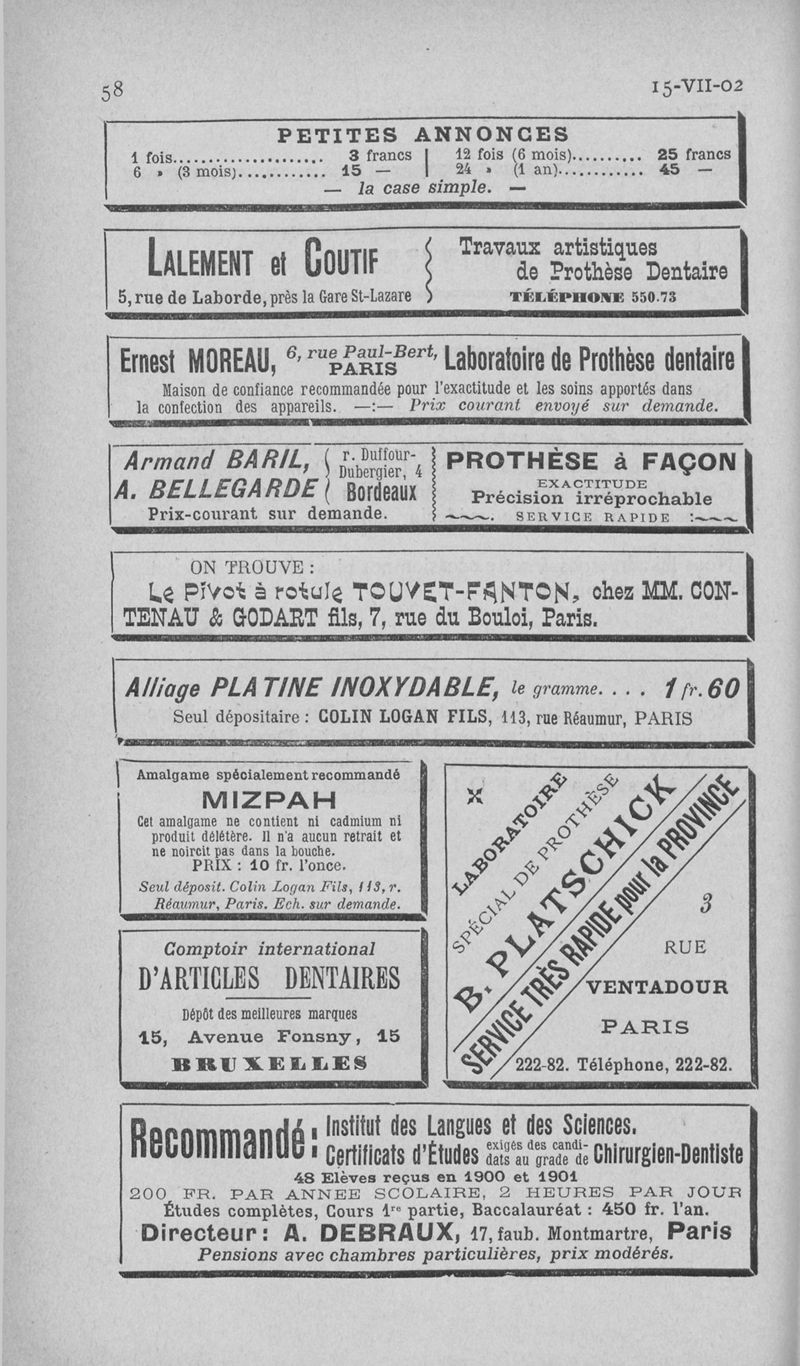 58
15-VII-02
PETITES ANNONCES
1 fois...................... 3 francs | 12 fois (6 mois).......... 25 francs
6 » (3 mois)............. 15 — | 24 » (1 an)............. 45 —
— la case simple. —
LALEMENT et COUTIF
5, rue de Laborde, près la Gare St-Lazare
Travaux artistiques
de Prothèse Dentaire
TÉLÉPHONE 550.73
Ernest MOREAU, 6, rue Paul-Bert, PARIS Laboratoire de Prothèse dentaire
Maison de confiance recommandée pour l'exactitude et les soins apportés dans
la confection des appareils. —:— Prix courant envoyé sur demande.
Armand BARIL,
A. BELLEGARDE
r. Duffour-
Dubergier, 4
Bordeaux
Prix-courant sur demande.
PROTHÈSE à FAÇON
EXACTITUDE
Précision irréprochable
SERVICE RAPIDE
ON TROUVE :
Le Pivot à rotule TOUVET-FANTON, chez MM. CON-
TENAU & GODART fils, 7, rue du Bouloi, Paris.
Alliage PLATINE INOXYDABLE, le gramme. . . . 1 fr. 60
Seul dépositaire : COLIN LOGAN FILS, 113, rue Réaumur, PARIS
Amalgame spécialement recommandé
MIZPAH
Cet amalgame ne contient ni cadmium ni
produit délétère. Il n'a aucun retrait et
ne noircit pas dans la bouche.
PRIX : 10 fr. l'once.
Seul déposit. Colin Logan Fils, 113, r.
Réaumur, Paris. Ech. sur demande.
Comptoir international
D'ARTICLES DENTAIRES
Dépôt des meilleures marques
15, Avenue Fonsny, 15
BRUXELLES
LABORATOIRE
SPÉCIAL DE PROTHÈSE
B. PLATSCHICK
SERVICE TRÈS RAPIDE pour la PROVINCE
3
RUE
VENTADOUR
PARIS
222-82. Téléphone, 222-82.
Recommandé : Institut des Langues et des Sciences.
Certificats d'Études exigés des candidats au grade de Chirurgien-Dentiste
48 Elèves reçus en 1900 et 1901
200 FR. PAR ANNEE SCOLAIRE, 2 HEURES PAR JOUR
Études complètes, Cours 1re partie, Baccalauréat : 450 fr. l'an.
Directeur : A. DEBRAUX, 17, faub. Montmartre, Paris
Pensions avec chambres particulières, prix modérés.